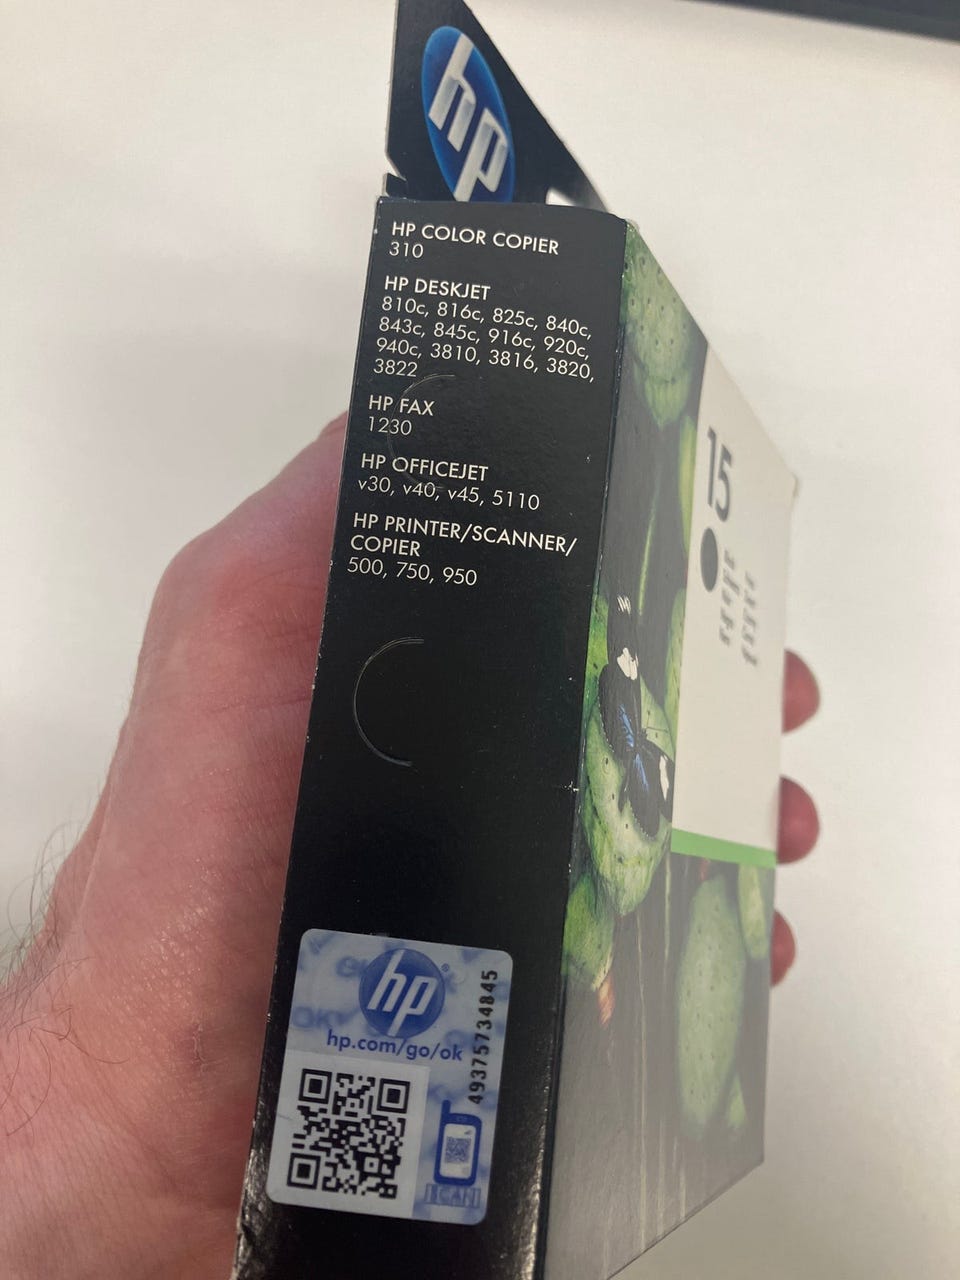 hp
HP COLOR COPIER
310
HP DESKJET
810c, 816c, 825c, 840c,
843c, 845c, 916c, 920c,
940c, 3810, 3816, 3820,
3822
HP FAX
1230
HP OFFICEJET
v30, v40, v45, 5110
HP PRINTER/SCANNER/
COPIER
500, 750, 950
15
hp®
hp.com/go/ok
49375734845
SCAN